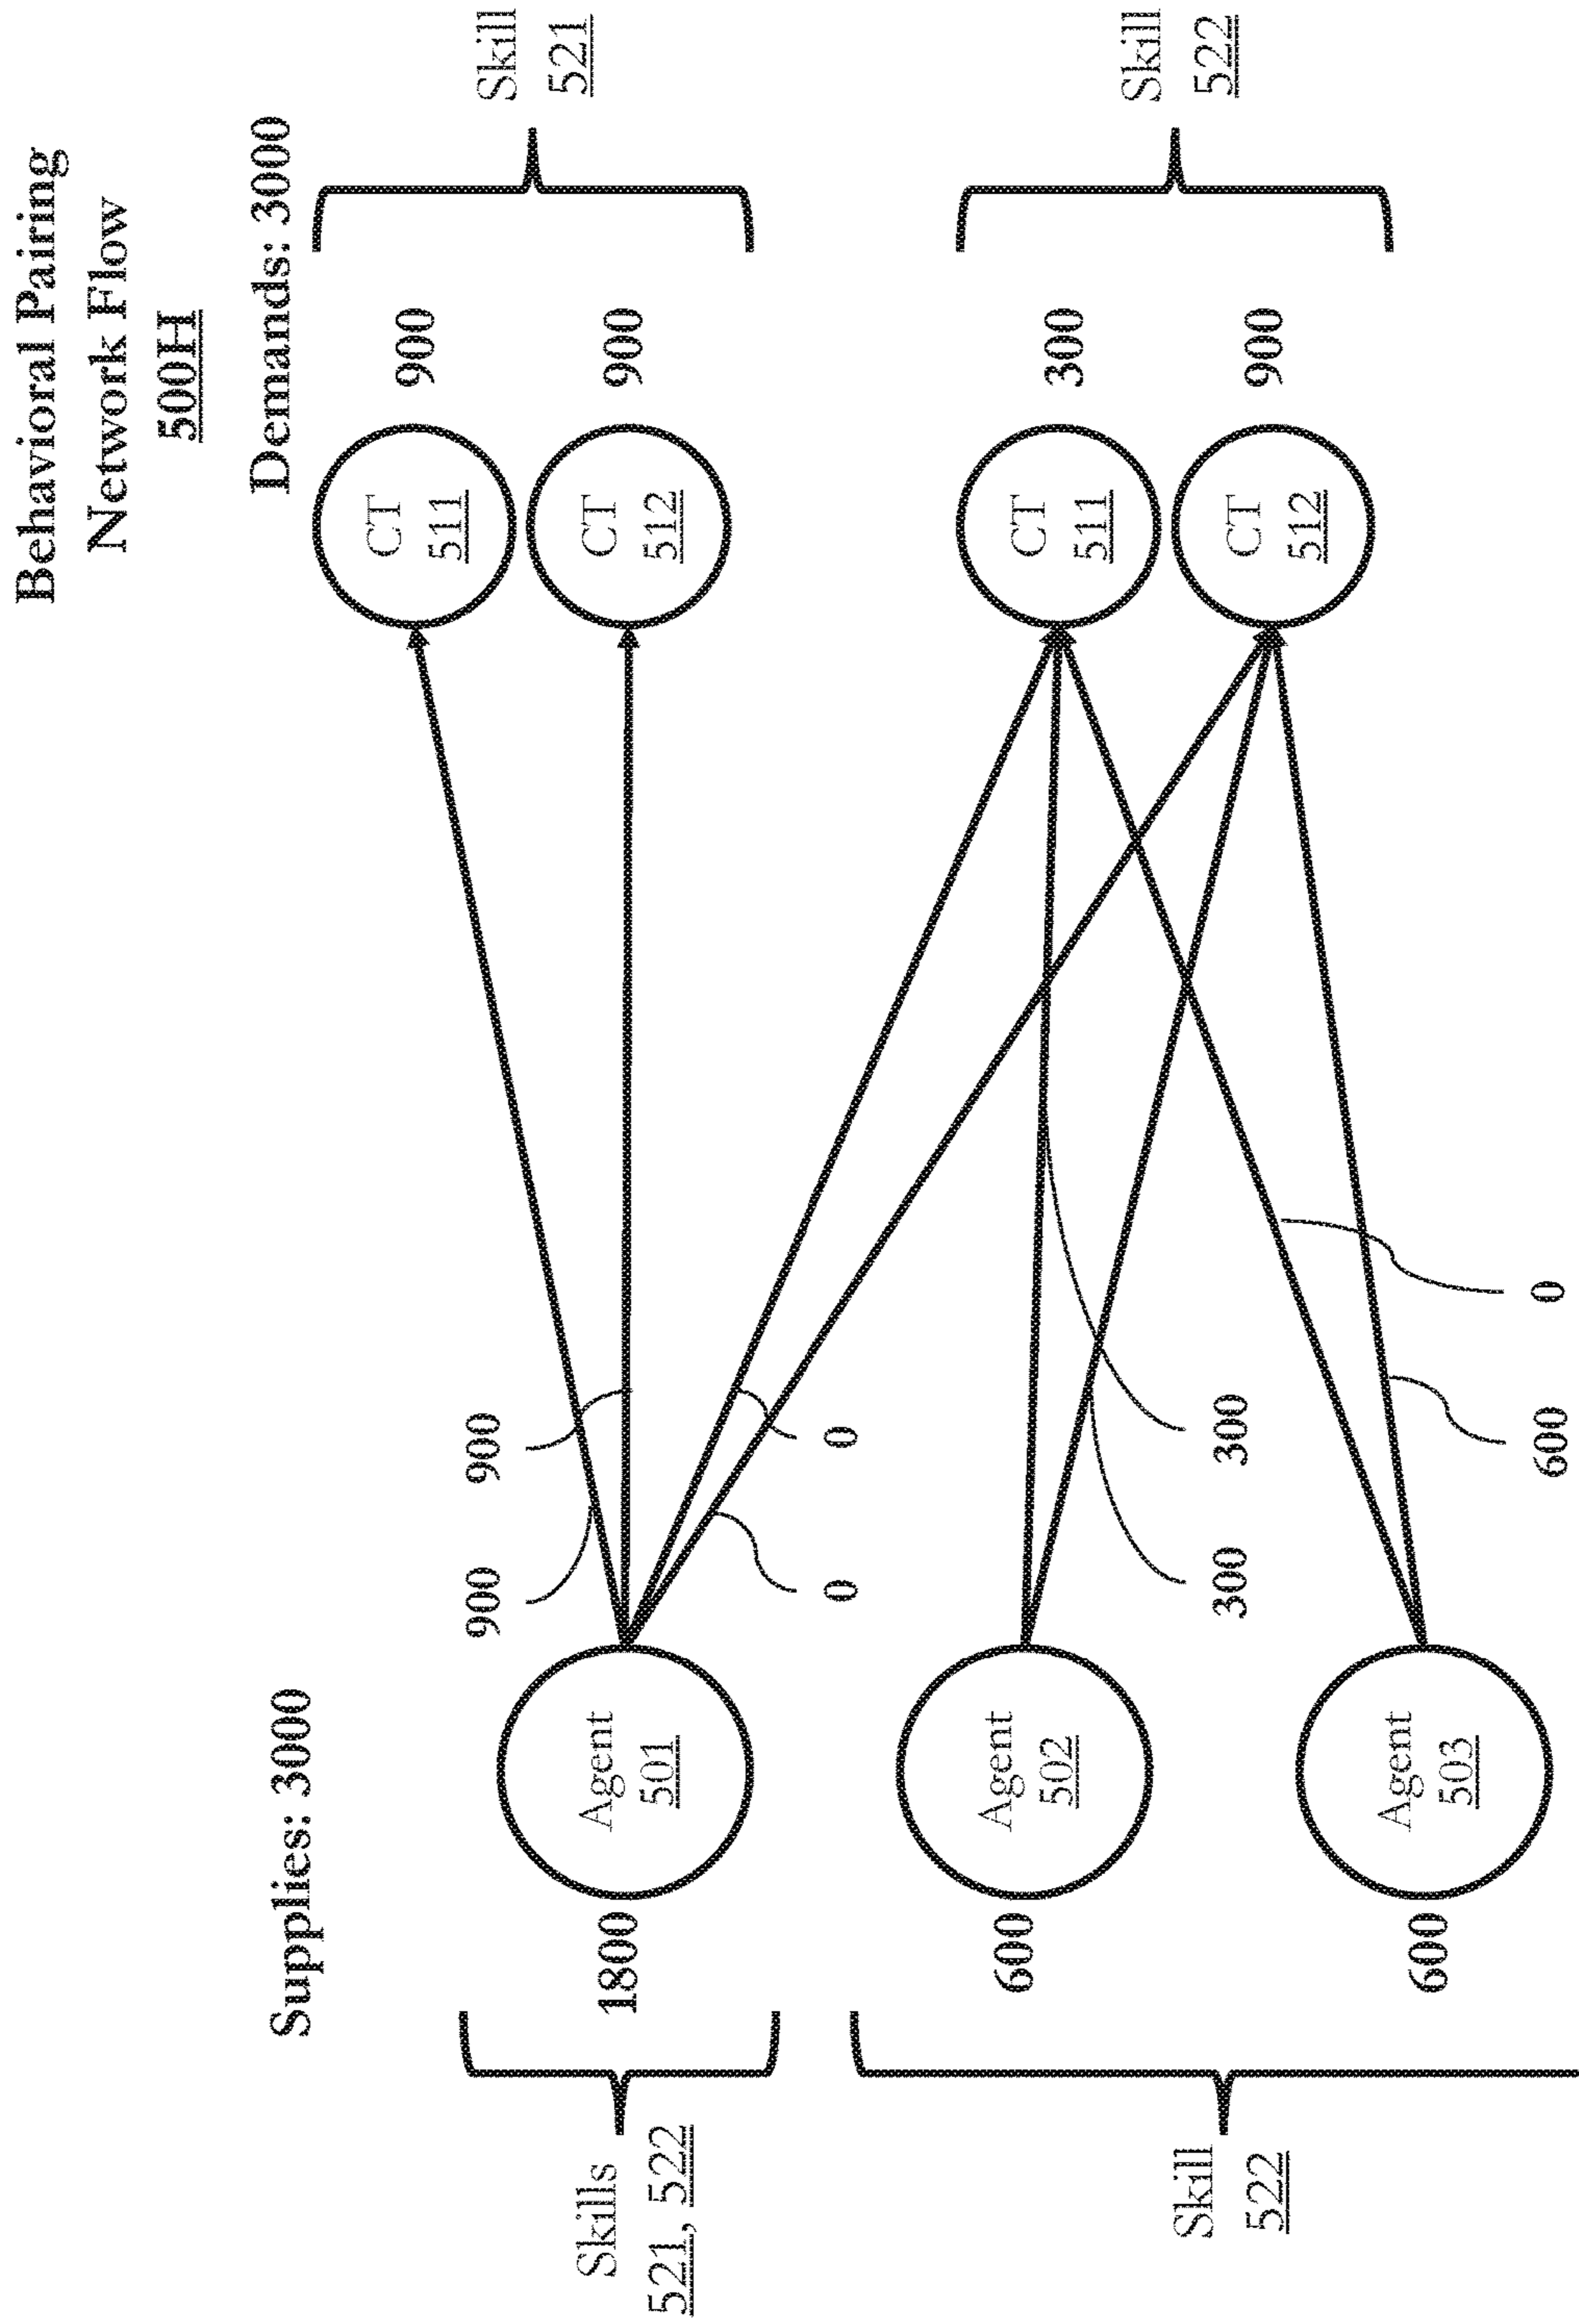 Behavioral Pairing
Network Flow
500H
Supplies: 3000
Demands: 3000
Skills
521, 522
1800
Agent
501
900
900
0
0
CT
511
900
CT
512
900
Skill
521
Skill
522
600
Agent
502
300
300
600
Agent
503
600
0
CT
511
300
CT
512
900
Skill
522